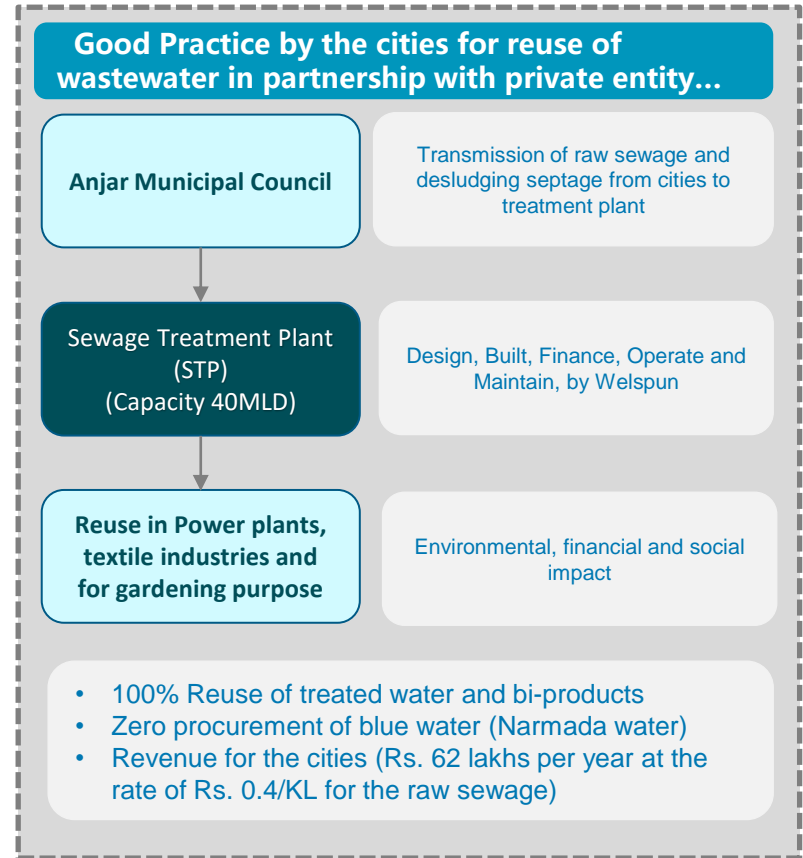 Good Practice by the cities for reuse of
wastewater in partnership with private entity...
Anjar Municipal Council
Transmission of raw sewage and
desludging septage from cities to
treatment plant
Sewage Treatment Plant
(STP)
(Capacity 40MLD)
Design, Built, Finance, Operate and
Maintain, by Welspun
Reuse in Power plants,
textile industries and
for gardening purpose
Environmental, financial and social
impact
• 100% Reuse of treated water and bi-products
• Zero procurement of blue water (Narmada water)
• Revenue for the cities (Rs. 62 lakhs per year at the
rate of Rs. 0.4/KL for the raw sewage)